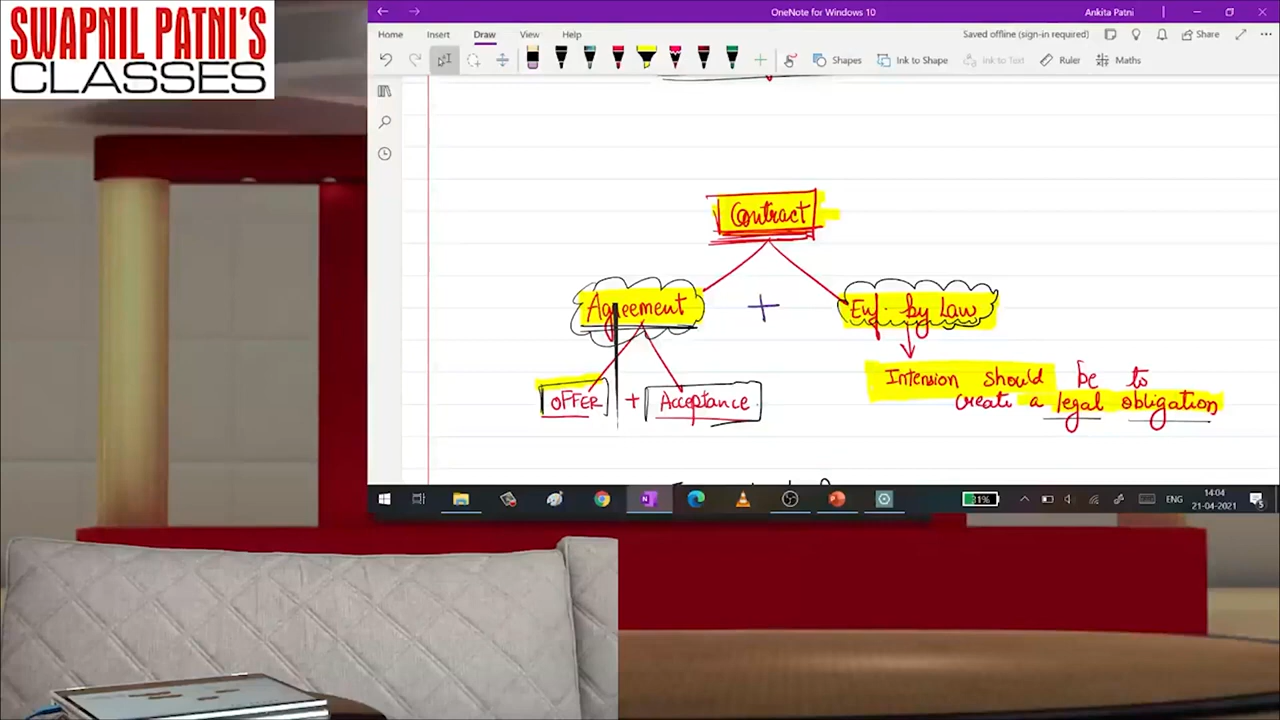 SWAPNIL PATNI'S
CLASSES
OneNote for Windows 10
Ankita Patni
Home Insert Draw View Help
Saved offline (sign-in required)
Share
Shapes
Ink to Shape
Ink to Text
Ruler
Maths
Contract
Agreement + Enf. by Law
OFFER + Acceptance
Intension should be to
create a legal obligation
31%
ENG
14:04
21-04-2021